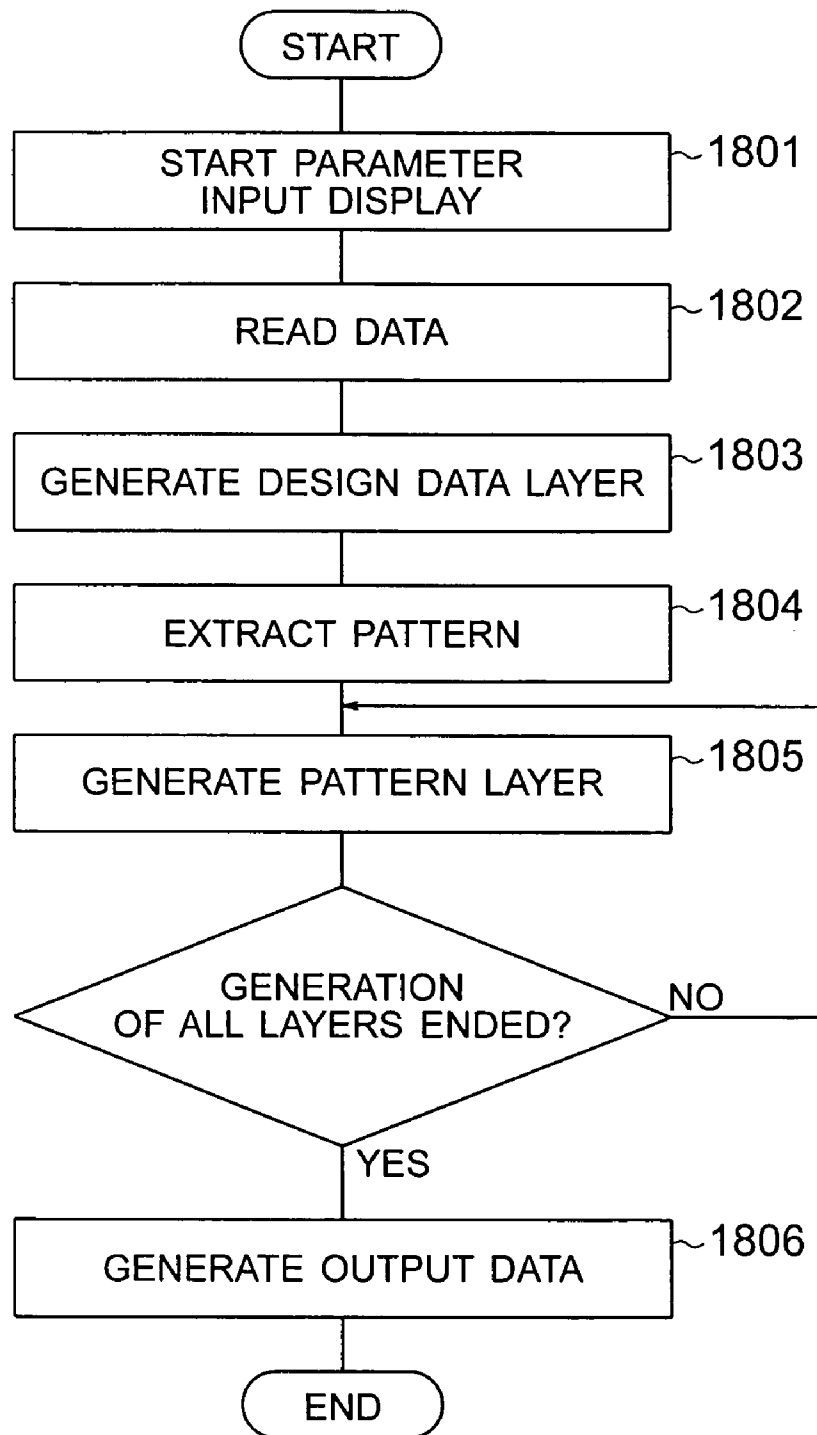 START
START PARAMETER
INPUT DISPLAY
1801
READ DATA
1802
GENERATE DESIGN DATA LAYER
1803
EXTRACT PATTERN
1804
GENERATE PATTERN LAYER
1805
GENERATION
OF ALL LAYERS ENDED?
NO
YES
GENERATE OUTPUT DATA
1806
END